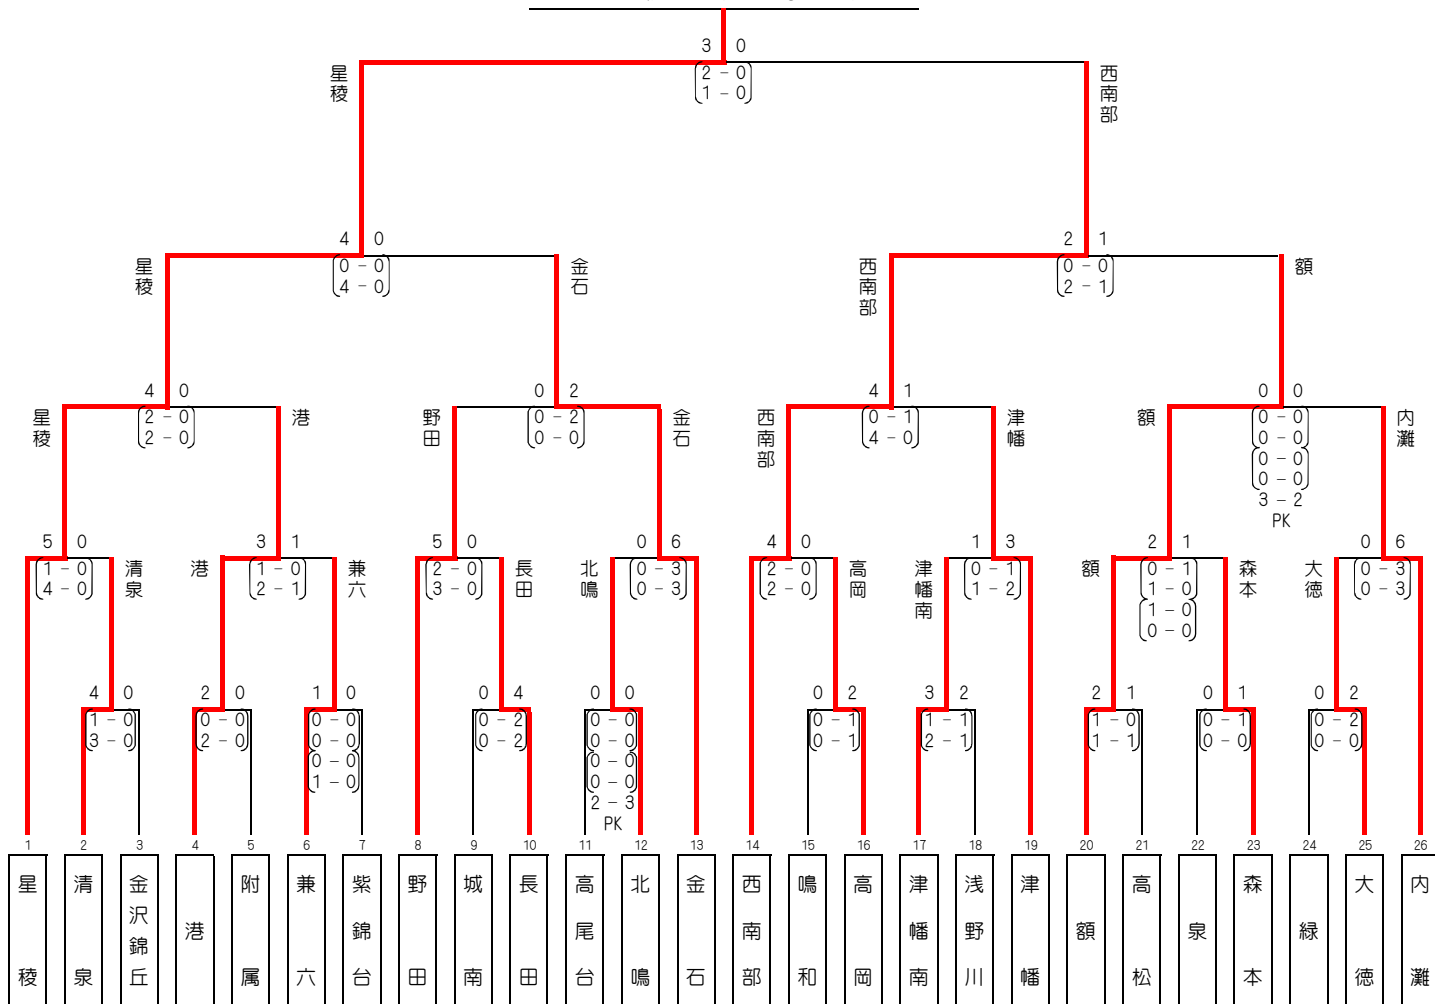 3 0
2 - 0
1 - 0
星稜
西南部
4 0
0 - 0
4 - 0
2 1
0 - 0
2 - 1
星稜
金石
西南部
額
4 0
2 - 0
2 - 0
0 2
0 - 2
0 - 0
4 1
0 - 1
4 - 0
0 0
0 - 0
0 - 0
0 - 0
0 - 0
3 - 2
PK
星稜
港
野田
金石
西南部
津幡
額
内灘
5 0
1 - 0
4 - 0
3 1
1 - 0
2 - 1
5 0
2 - 0
3 - 0
0 6
0 - 3
0 - 3
4 0
2 - 0
2 - 0
1 3
0 - 1
1 - 2
2 1
0 - 1
1 - 0
1 - 0
0 - 0
0 6
0 - 3
0 - 3
清泉
港
兼六
長田
北鳴
高岡
津幡南
額
森本
大徳
4 0
1 - 0
3 - 0
2 0
0 - 0
2 - 0
1 0
0 - 0
0 - 0
0 - 0
1 - 0
0 4
0 - 2
0 - 2
0 0
0 - 0
0 - 0
0 - 0
0 - 0
2 - 3
PK
0 2
0 - 1
0 - 1
3 2
1 - 1
2 - 1
2 1
1 - 0
1 - 1
0 1
0 - 1
0 - 0
0 2
0 - 2
0 - 0
1 2 3 4 5 6 7 8 9 10 11 12 13 14 15 16 17 18 19 20 21 22 23 24 25 26
星稜
清泉
金沢錦丘
港
附属
兼六
紫錦台
野田
城南
長田
高尾台
北鳴
金石
西南部
鳴和
高岡
津幡南
浅野川
津幡
額
高松
泉
森本
緑
大徳
内灘